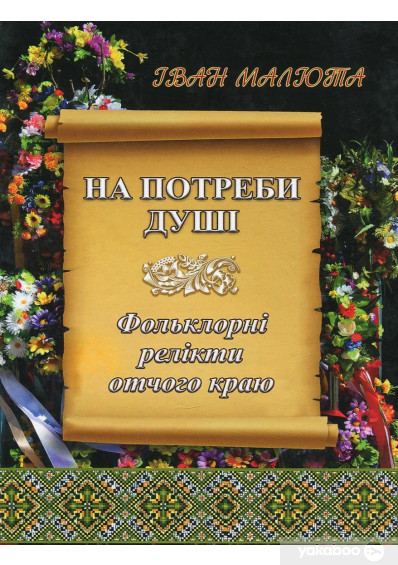 ІВАН МАЛЮТА
НА ПОТРЕБИ
ДУШІ
Фольклорні
релікти
отчого краю
yakaboo